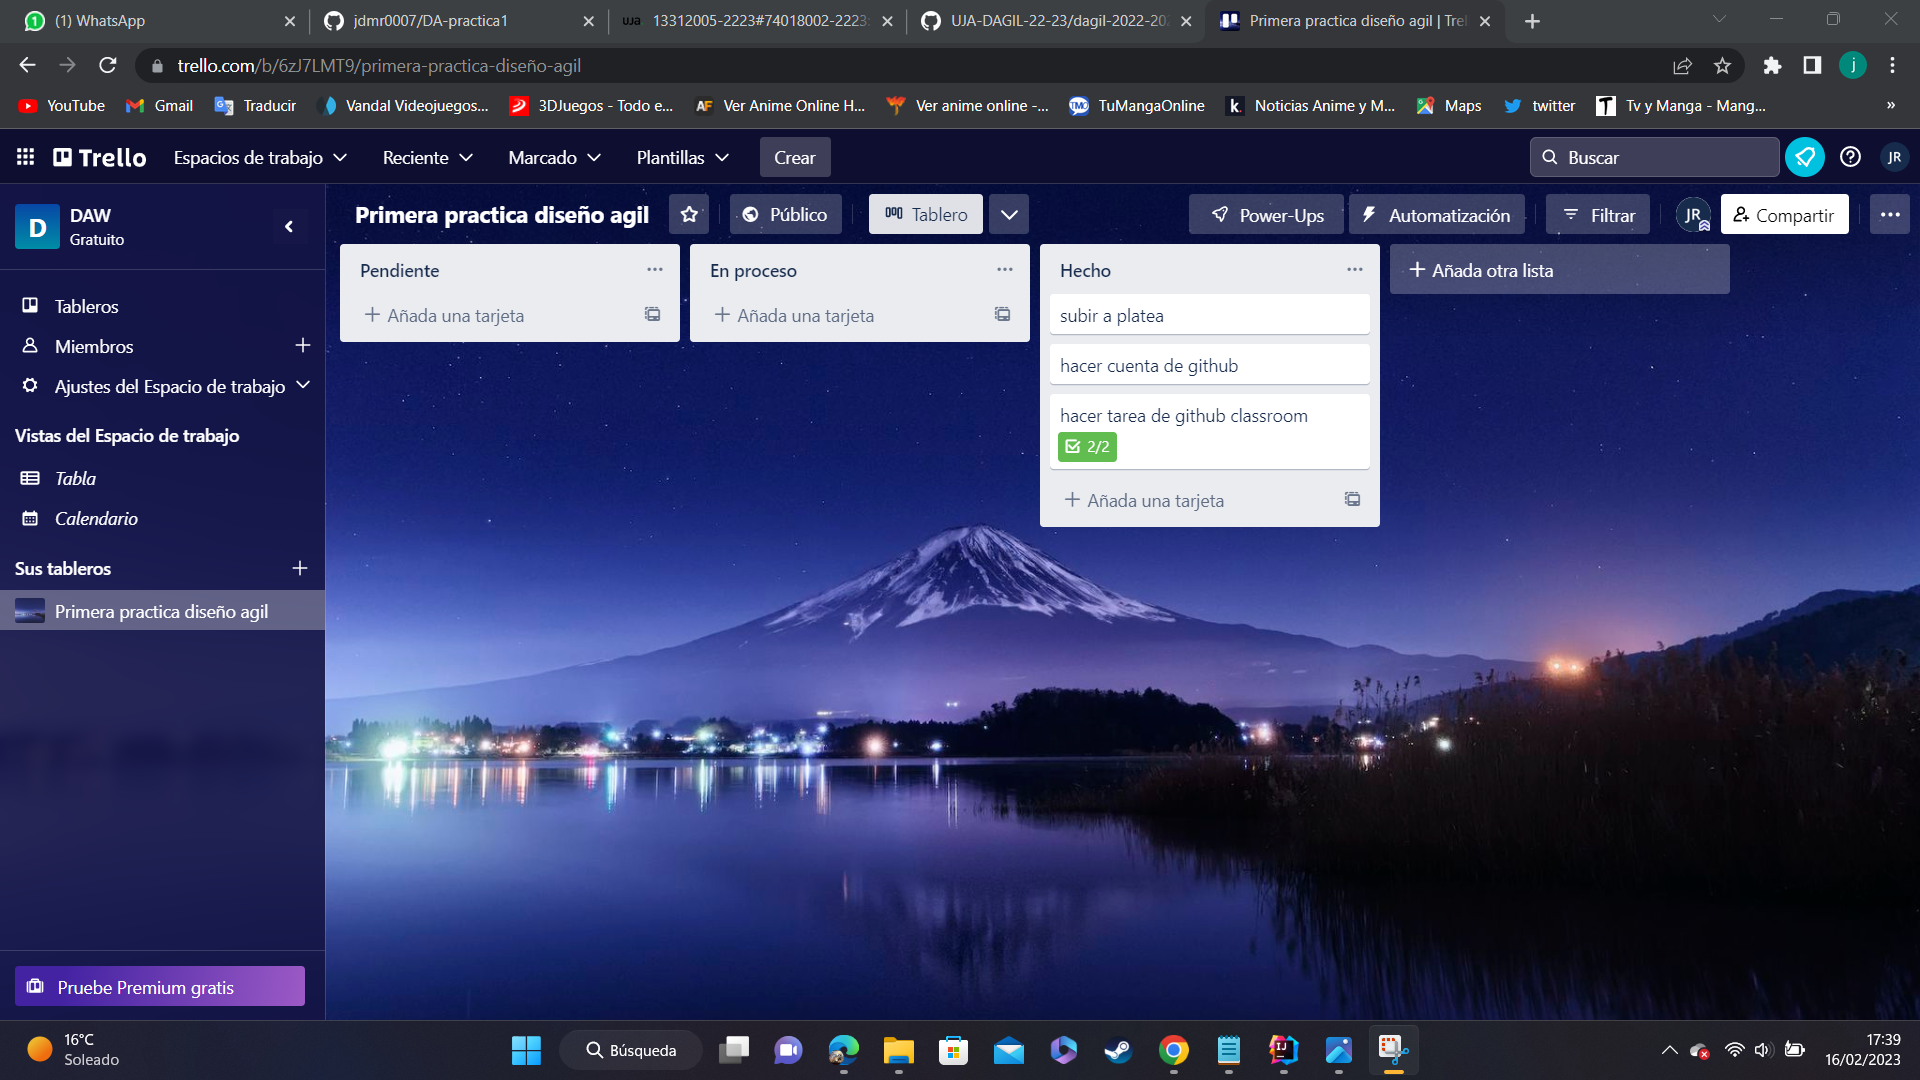 (1) WhatsApp
jdmr0007/DA-practica1
uja 13312005-2223#74018002-2223
UJA-DAGIL-22-23/dagil-2022-202
Primera practica diseño agil | Trel
trello.com/b/6zJ7LMT9/primera-practica-diseño-agil
j
YouTube
Gmail
Traducir
Vandal Videojuegos...
3DJuegos - Todo e...
AF Ver Anime Online H...
Ver anime online -...
TMO TuMangaOnline
k. Noticias Anime y M...
Maps
twitter
T Tv y Manga - Mang...
»
Trello
Espacios de trabajo
Reciente
Marcado
Plantillas
Crear
Buscar
JR
D
DAW
Gratuito
Primera practica diseño agil
Público
Tablero
Power-Ups
Automatización
Filtrar
JR
Compartir
Tableros
Miembros
Ajustes del Espacio de trabajo
Vistas del Espacio de trabajo
Tabla
Calendario
Sus tableros
Primera practica diseño agil
Pruebe Premium gratis
Pendiente
Añada una tarjeta
En proceso
Añada una tarjeta
Hecho
subir a platea
hacer cuenta de github
hacer tarea de github classroom
2/2
Añada una tarjeta
Añada otra lista
16°C
Soleado
Búsqueda
IJ
17:39
16/02/2023